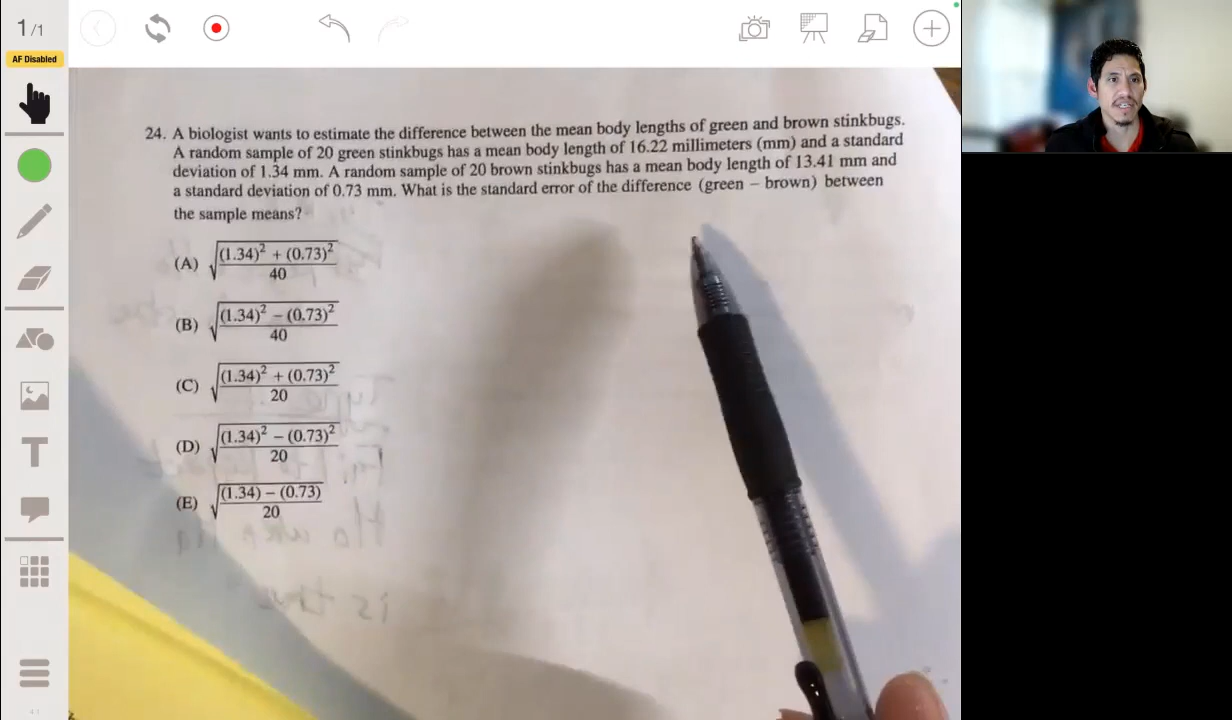 1/1
AF Disabled
24. A biologist wants to estimate the difference between the mean body lengths of green and brown stinkbugs.
A random sample of 20 green stinkbugs has a mean body length of 16.22 millimeters (mm) and a standard
deviation of 1.34 mm. A random sample of 20 brown stinkbugs has a mean body length of 13.41 mm and
a standard deviation of 0.73 mm. What is the standard error of the difference (green − brown) between
the sample means?
(A) √(((1.34)² + (0.73)²)/40)
(B) √(((1.34)² − (0.73)²)/40)
(C) √(((1.34)² + (0.73)²)/20)
(D) √(((1.34)² − (0.73)²)/20)
(E) √(((1.34) − (0.73))/20)
T